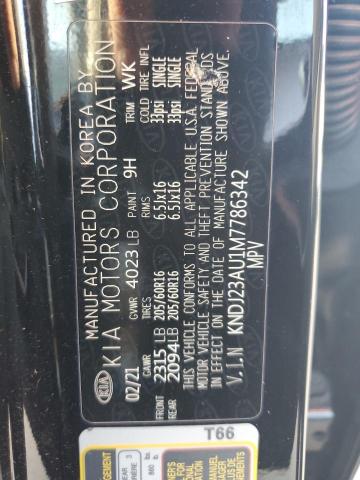 MANUFACTURED IN KOREA BY
KIA MOTORS CORPORATION
KIA
02/21 GVWR 4023 LB PAINT 9H TRIM WK
GAWR TIRES RIMS COLD TIRE INFL
FRONT 2315 LB 205/60R16 6.5Jx16 33psi SINGLE
REAR 2094 LB 205/60R16 6.5Jx16 33psi SINGLE
THIS VEHICLE CONFORMS TO ALL APPLICABLE U.S.A. FEDERAL
MOTOR VEHICLE SAFETY AND THEFT PREVENTION STANDARDS
IN EFFECT ON THE DATE OF MANUFACTURE SHOWN ABOVE.
V.I.N KNDJ23AU1M7786342
MPV
T66